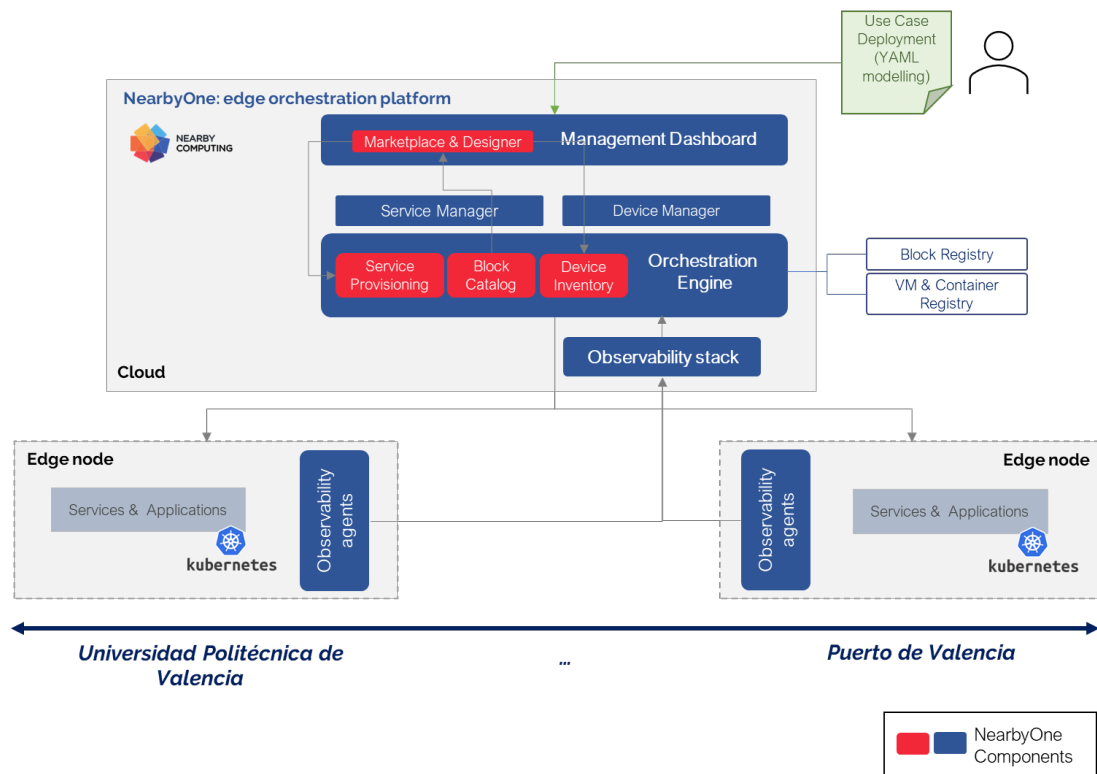 Use Case
Deployment
(YAML
modelling)
NearbyOne: edge orchestration platform
NEARBY
COMPUTING
Marketplace & Designer
Management Dashboard
Service Manager
Device Manager
Service
Provisioning
Block
Catalog
Device
Inventory
Orchestration
Engine
Block Registry
VM & Container
Registry
Observability stack
Cloud
Edge node
Services & Applications
kubernetes
Observability
agents
Edge node
Observability
agents
Services & Applications
kubernetes
Universidad Politécnica de
Valencia
...
Puerto de Valencia
NearbyOne
Components